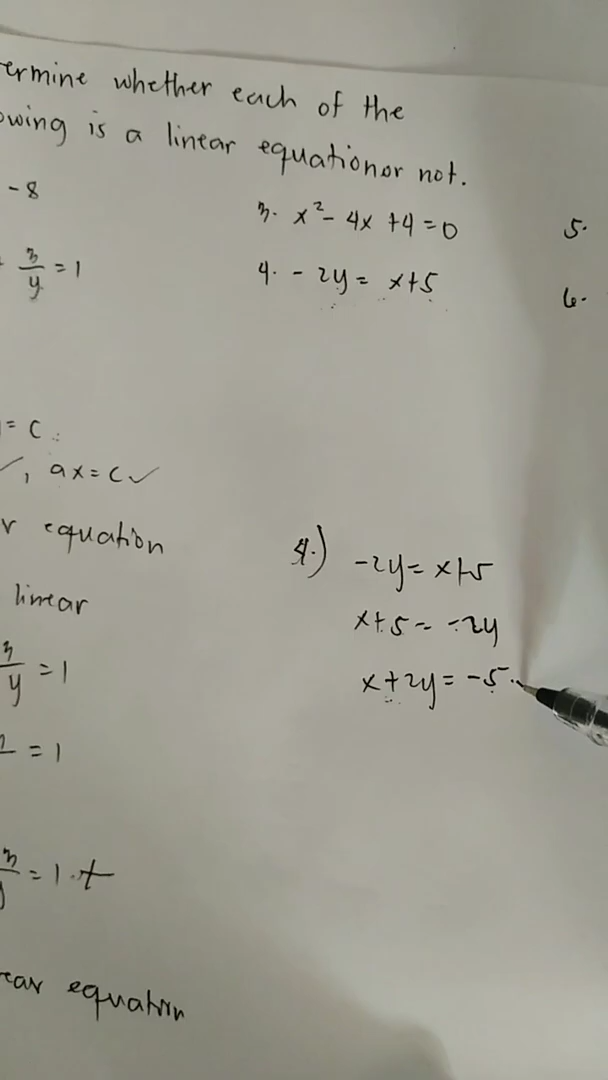 ermine whether each of the
owing is a linear equation or not.
-8
3. x² - 4x + 4 = 0
5.
3/y = 1
4. - 2y = x + 5
6.
= C
, ax = C ✓
r equation
linear
4.) -2y = x + 5
x + 5 = -2y
3/y = 1
x + 2y = -5
= 1
= 1 .
ear equation